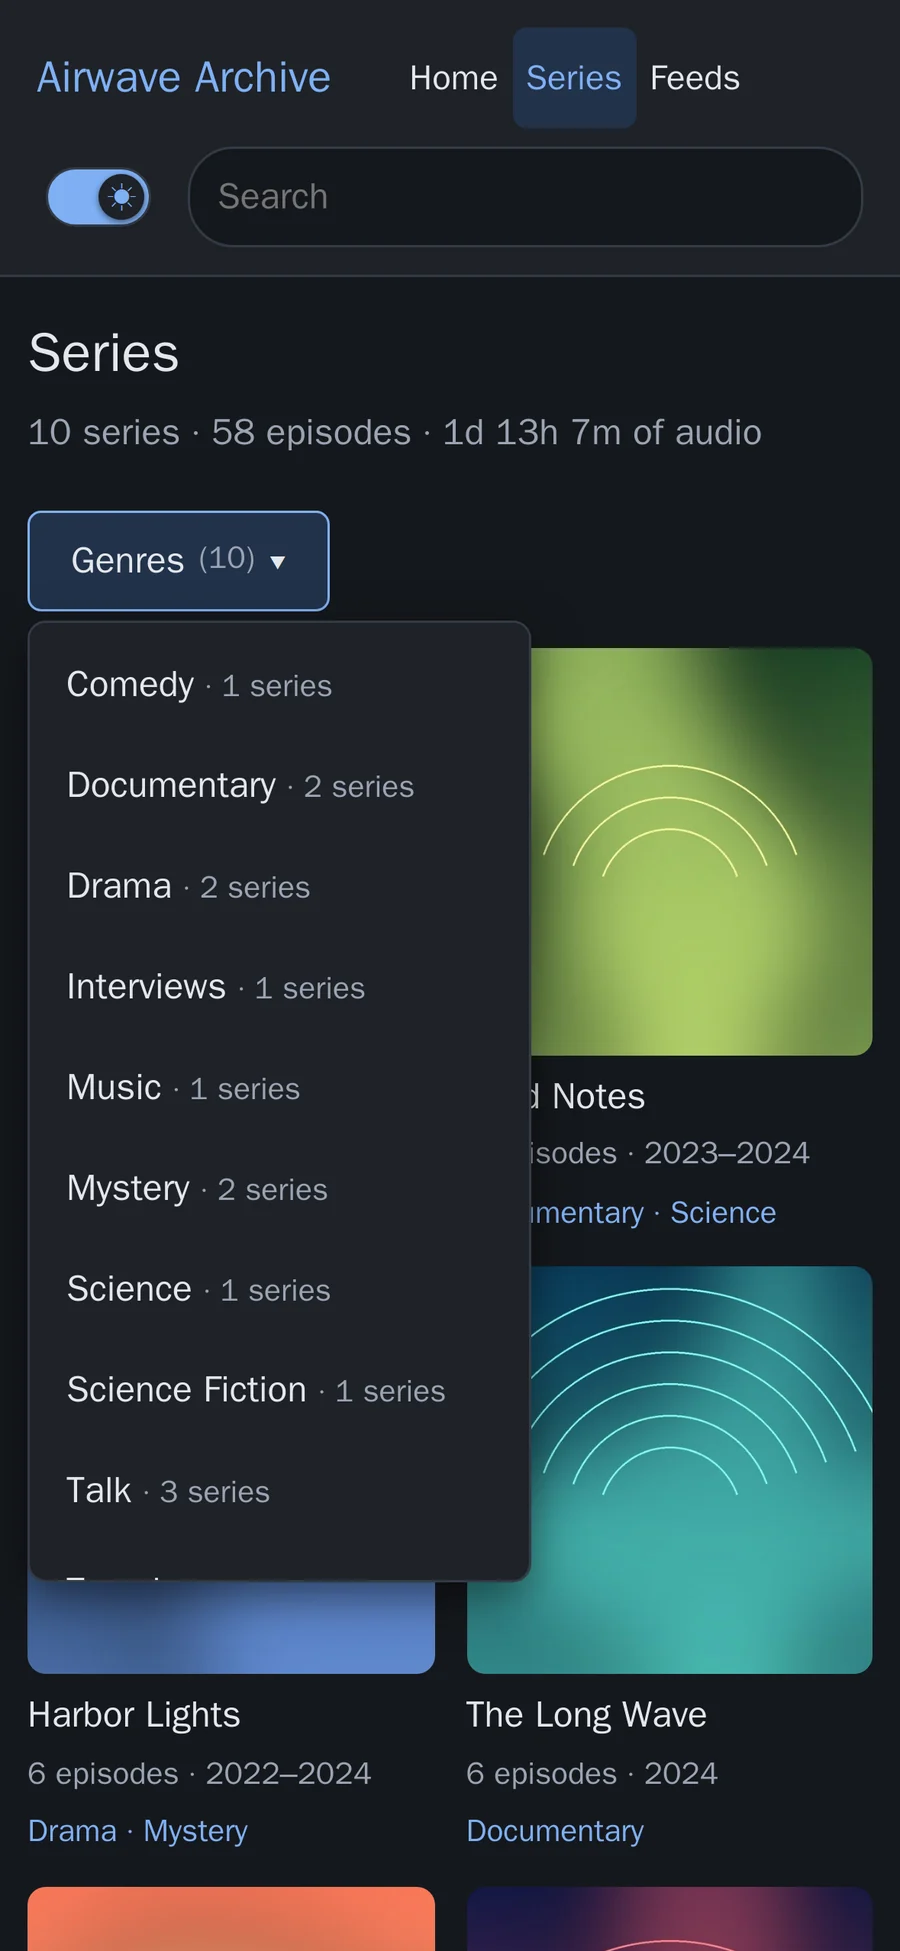 Airwave Archive
Home Series Feeds
Search
Series
10 series · 58 episodes · 1d 13h 7m of audio
Genres (10) ▼
Comedy · 1 series
Documentary · 2 series
Drama · 2 series
Interviews · 1 series
Music · 1 series
Mystery · 2 series
Science · 1 series
Science Fiction · 1 series
Talk · 3 series
Notes
· 2023–2024
· Science
Harbor Lights
6 episodes · 2022–2024
Drama · Mystery
The Long Wave
6 episodes · 2024
Documentary